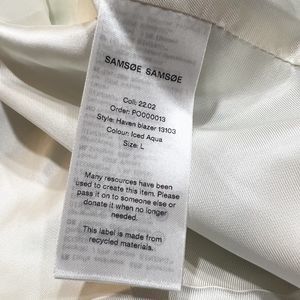 SAMSØE SAMSØE
Coll: 22.02
Order: PO000013
Style: Haven blazer 13103
Colour: Iced Aqua
Size: L
Many resources have been
used to create this item. Please
pass it on to someone else or
donate it when no longer
needed.
This label is made from
recycled materials.